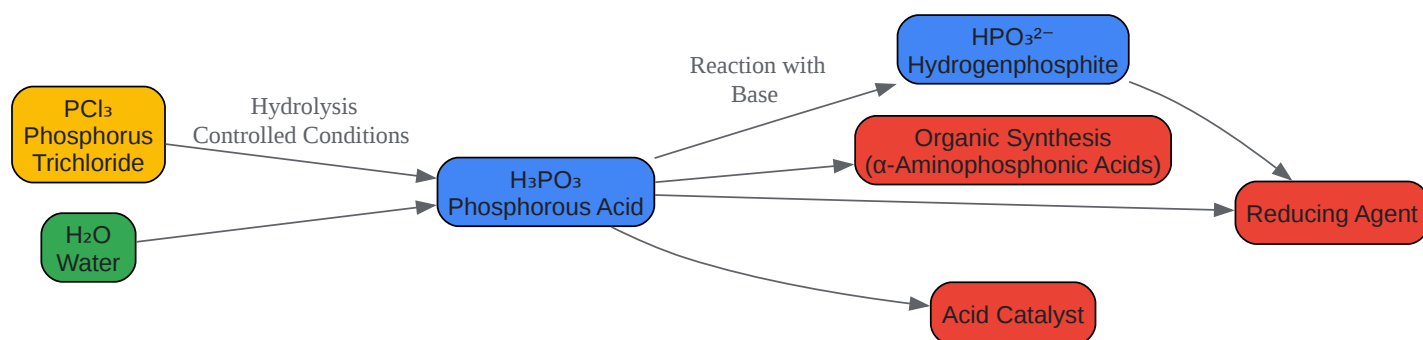 PCl₃
Phosphorus
Trichloride
H₂O
Water
Hydrolysis
Controlled Conditions
H₃PO₃
Phosphorous Acid
Reaction with
Base
HPO₃²⁻
Hydrogenphosphite
Organic Synthesis
(α-Aminophosphonic Acids)
Reducing Agent
Acid Catalyst